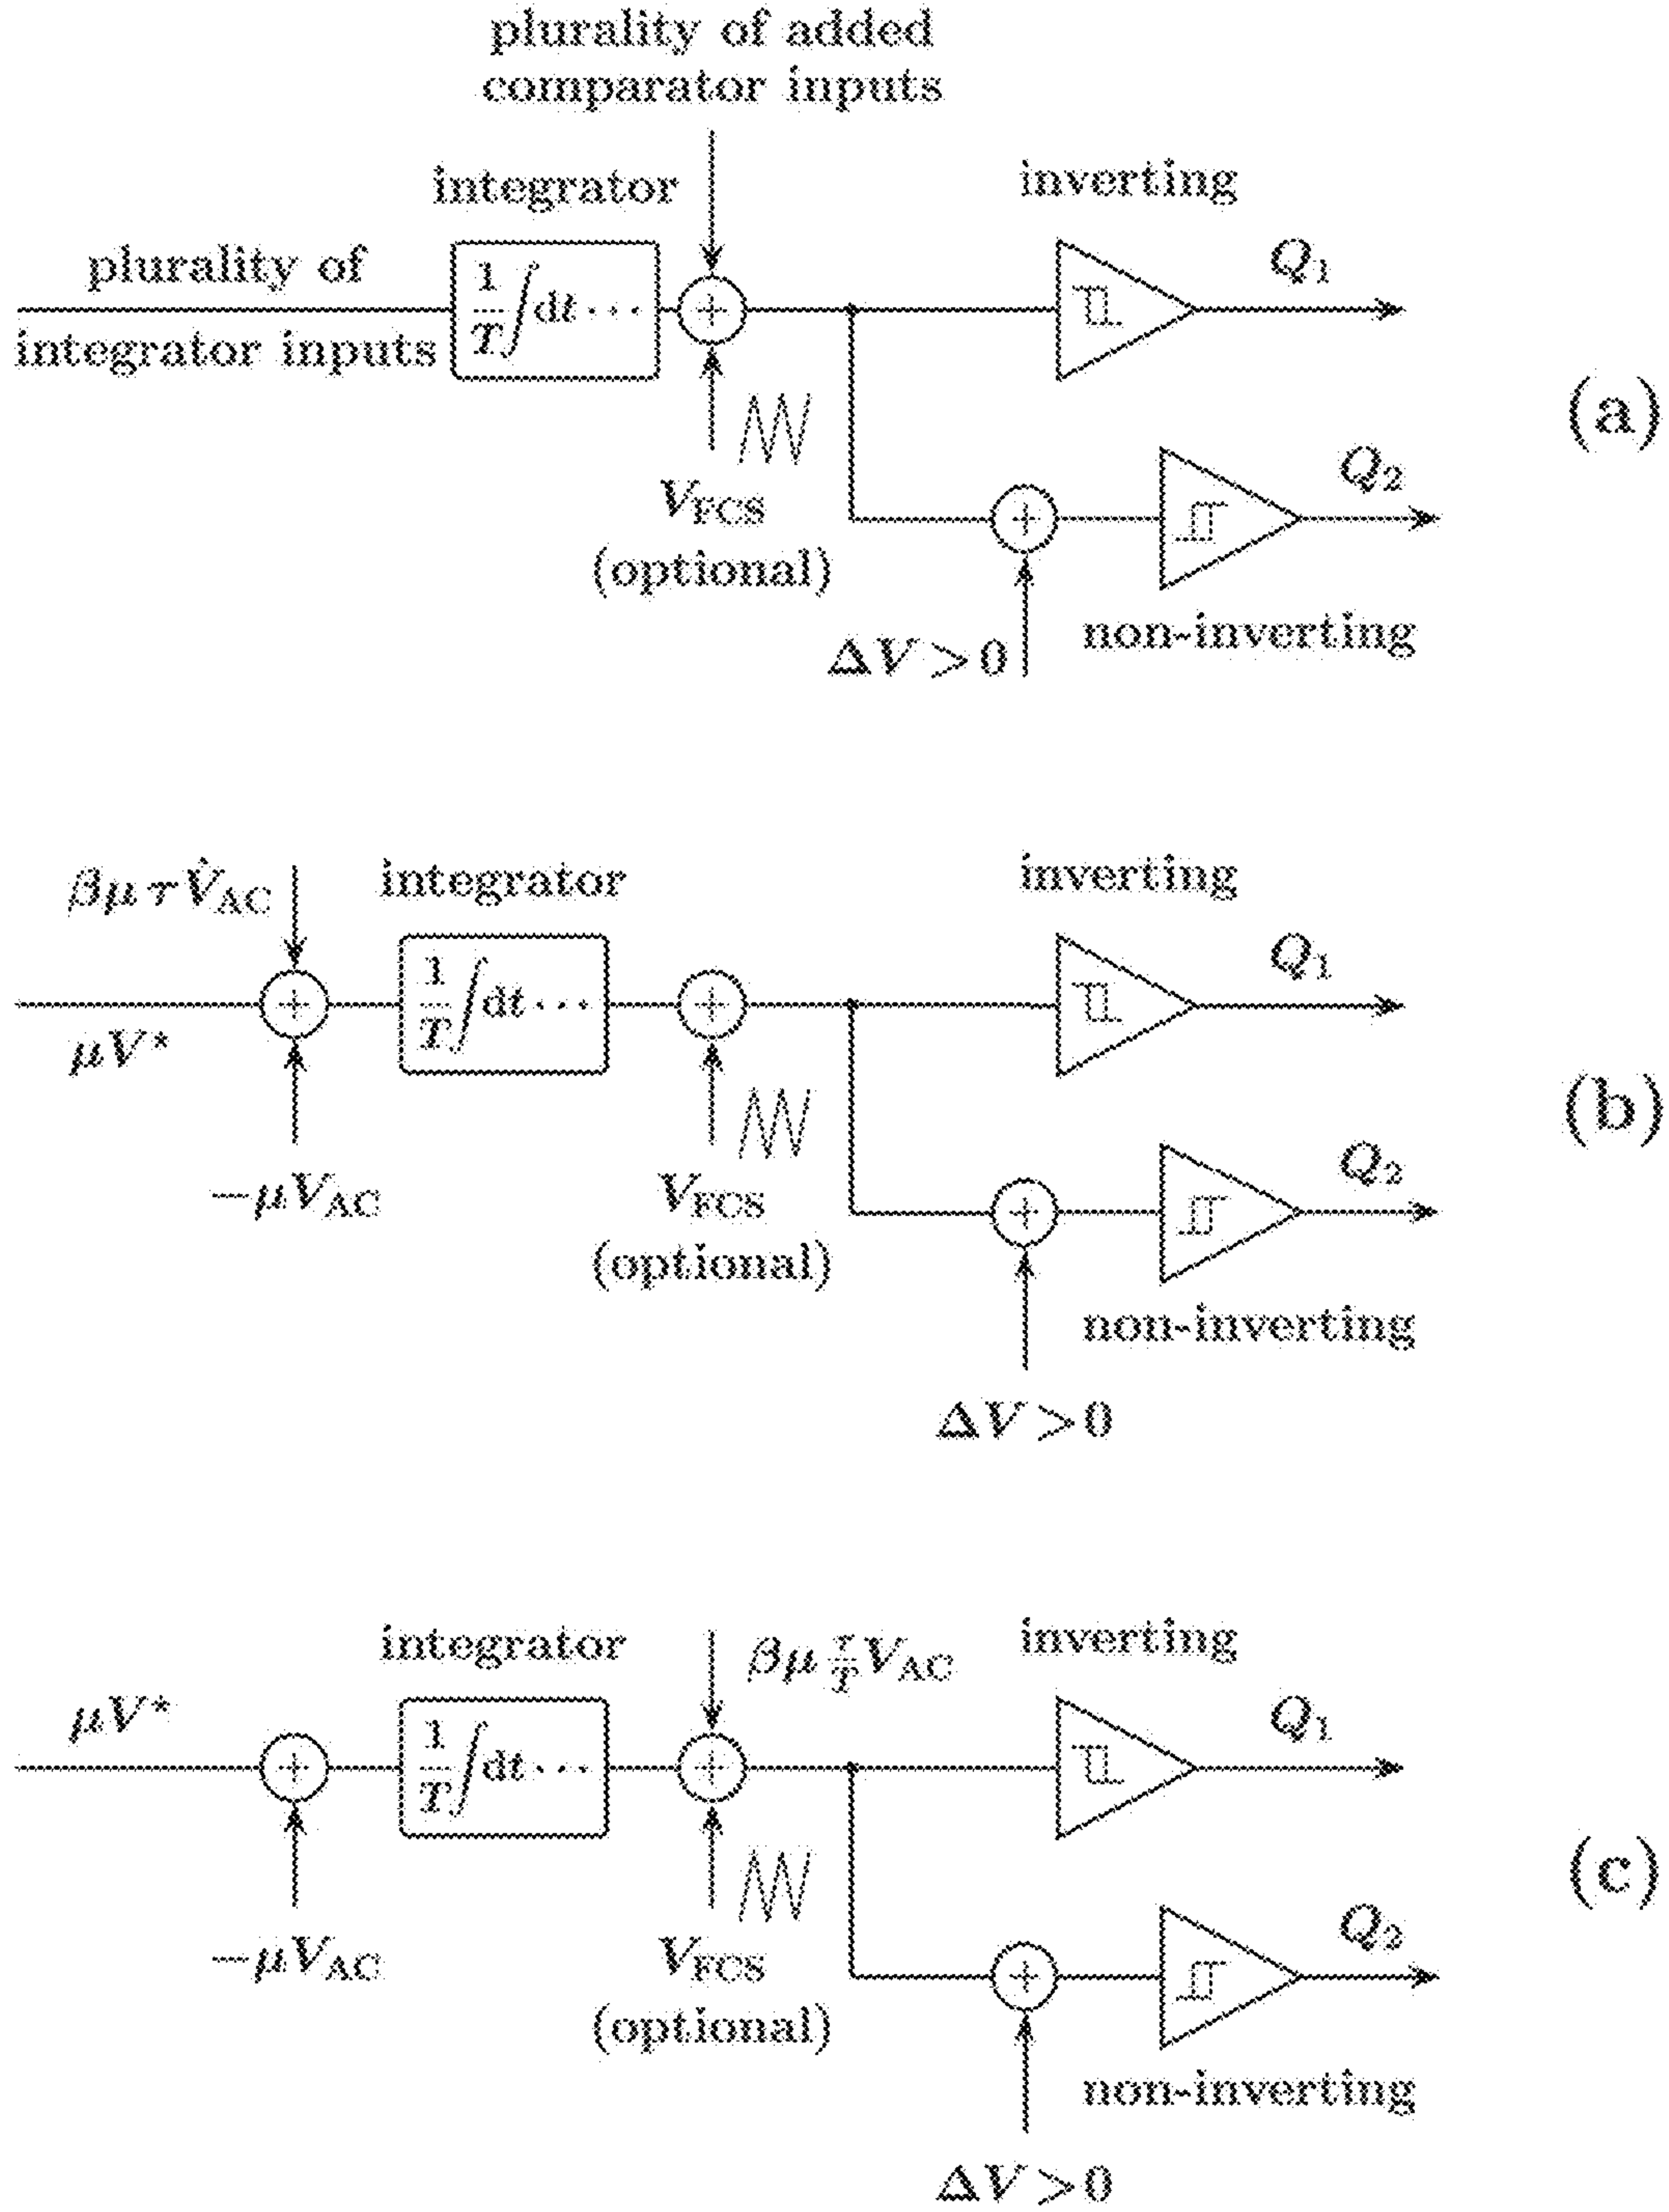 plurality of added
comparator inputs
integrator
inverting
plurality of
integrator inputs
1/T ∫dt ···
+
Q₁
(a)
V_FCS
(optional)
+
Q₂
ΔV > 0
non-inverting
βμ τ V̇_AC
integrator
inverting
μV*
+
1/T ∫dt ···
+
Q₁
(b)
−μV_AC
V_FCS
(optional)
+
Q₂
non-inverting
ΔV > 0
integrator
βμ τ/T V_AC
inverting
μV*
+
1/T ∫dt ···
+
Q₁
(c)
−μV_AC
V_FCS
(optional)
+
Q₂
non-inverting
ΔV > 0